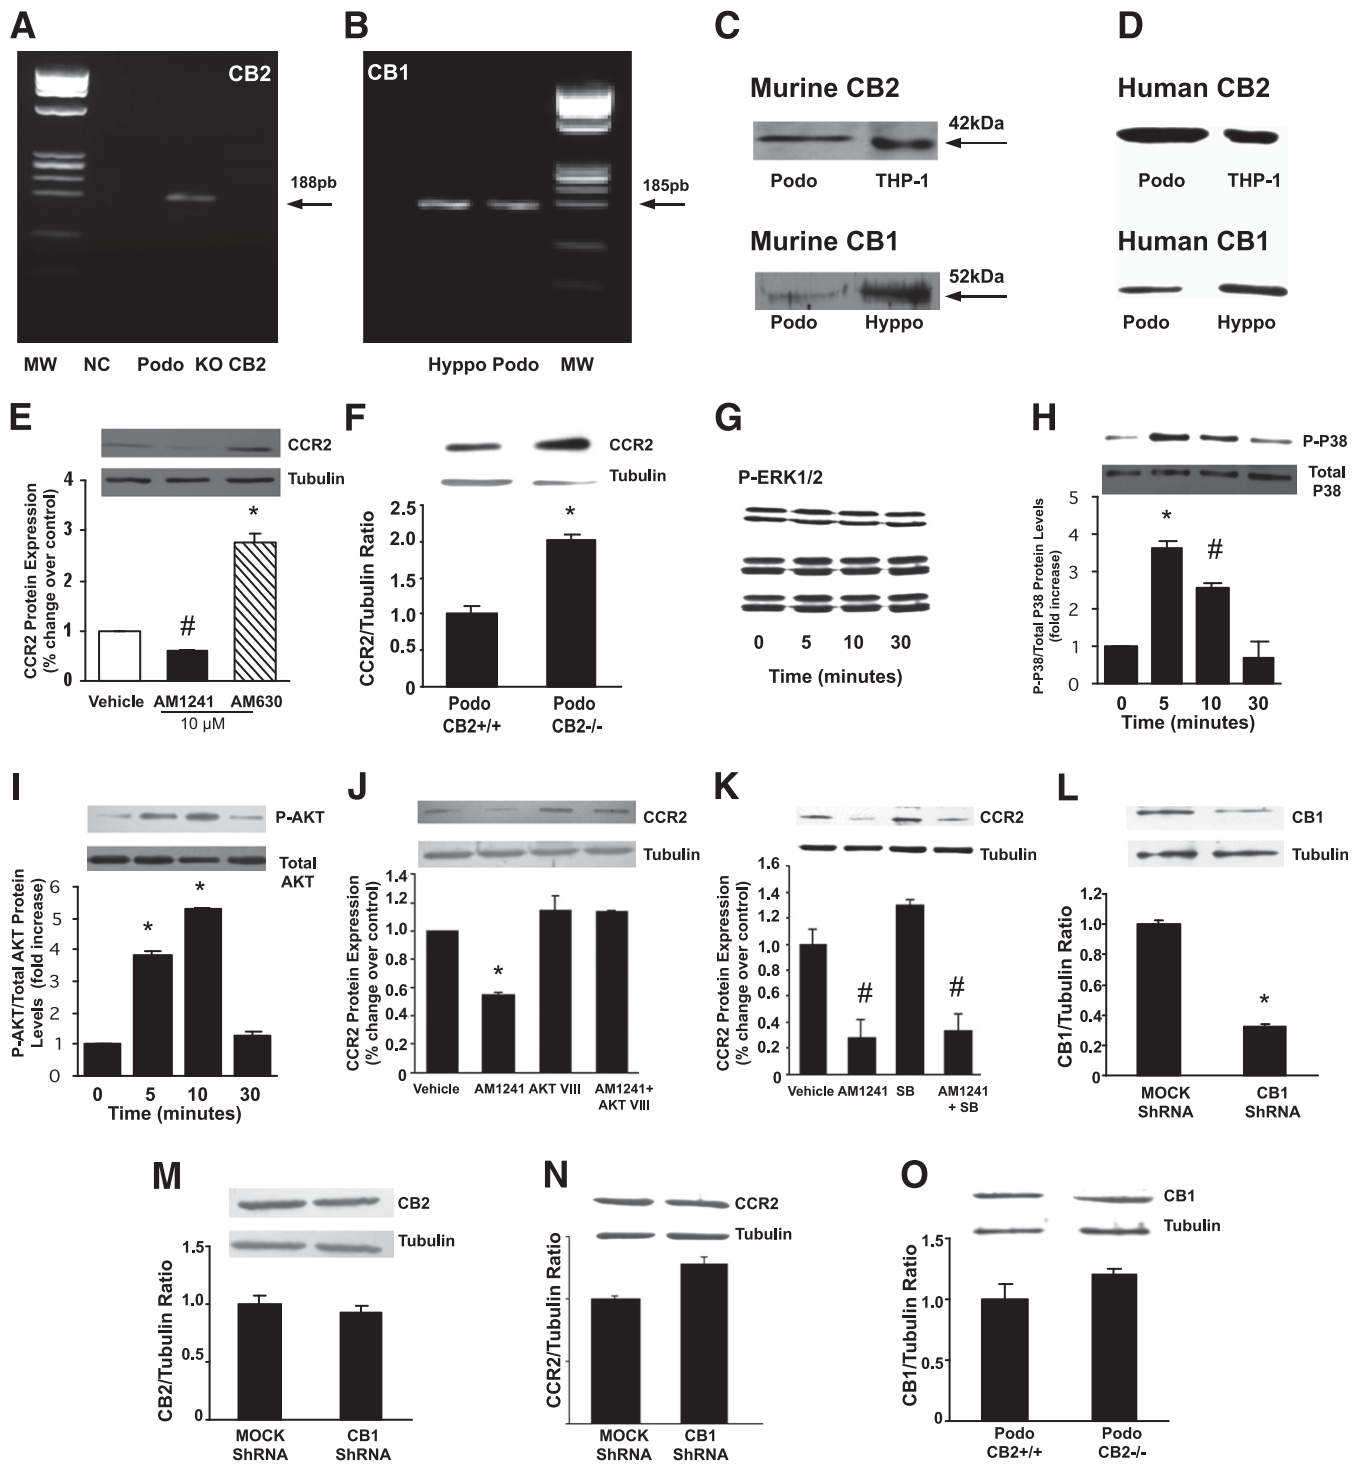 A
B
C
D
CB2
CB1
188pb
185pb
MW NC Podo KO CB2
Hyppo Podo MW
Murine CB2
42kDa
Podo THP-1
Murine CB1
52kDa
Podo Hyppo
Human CB2
Podo THP-1
Human CB1
Podo Hyppo
E
CCR2
Tubulin
CCR2 Protein Expression
(% change over control)
4
3
2
1
0
#
*
Vehicle AM1241 AM630
10 µM
F
CCR2
Tubulin
CCR2/Tubulin Ratio
2.5
2.0
1.5
1.0
0.5
0
*
Podo Podo
CB2+/+ CB2-/-
G
P-ERK1/2
0 5 10 30
Time (minutes)
H
P-P38
Total
P38
P-P38/Total P38 Protein Levels
(fold increase)
5
4
3
2
1
0
*
#
0 5 10 30
Time (minutes)
I
P-AKT
Total
AKT
P-AKT/Total AKT Protein
Levels (fold increase)
6
5
4
3
2
1
0
*
*
0 5 10 30
Time (minutes)
J
CCR2
Tubulin
CCR2 Protein Expression
(% change over control)
1.4
1.2
1.0
0.8
0.6
0.4
0.2
0
*
Vehicle AM1241 AKT VIII AM1241+
AKT VIII
K
CCR2
Tubulin
CCR2 Protein Expression
(% change over control)
1.6
1.4
1.2
1.0
0.8
0.6
0.4
0.2
0
#
#
Vehicle AM1241 SB AM1241
+ SB
L
CB1
Tubulin
CB1/Tubulin Ratio
1.2
1.0
0.8
0.6
0.4
0.2
0
*
MOCK CB1
ShRNA ShRNA
M
CB2
Tubulin
CB2/Tubulin Ratio
1.5
1.0
0.5
0
MOCK CB1
ShRNA ShRNA
N
CCR2
Tubulin
CCR2/Tubulin Ratio
MOCK CB1
ShRNA ShRNA
O
CB1
Tubulin
CB1/Tubulin Ratio
1.5
1.0
0.5
0
Podo Podo
CB2+/+ CB2-/-